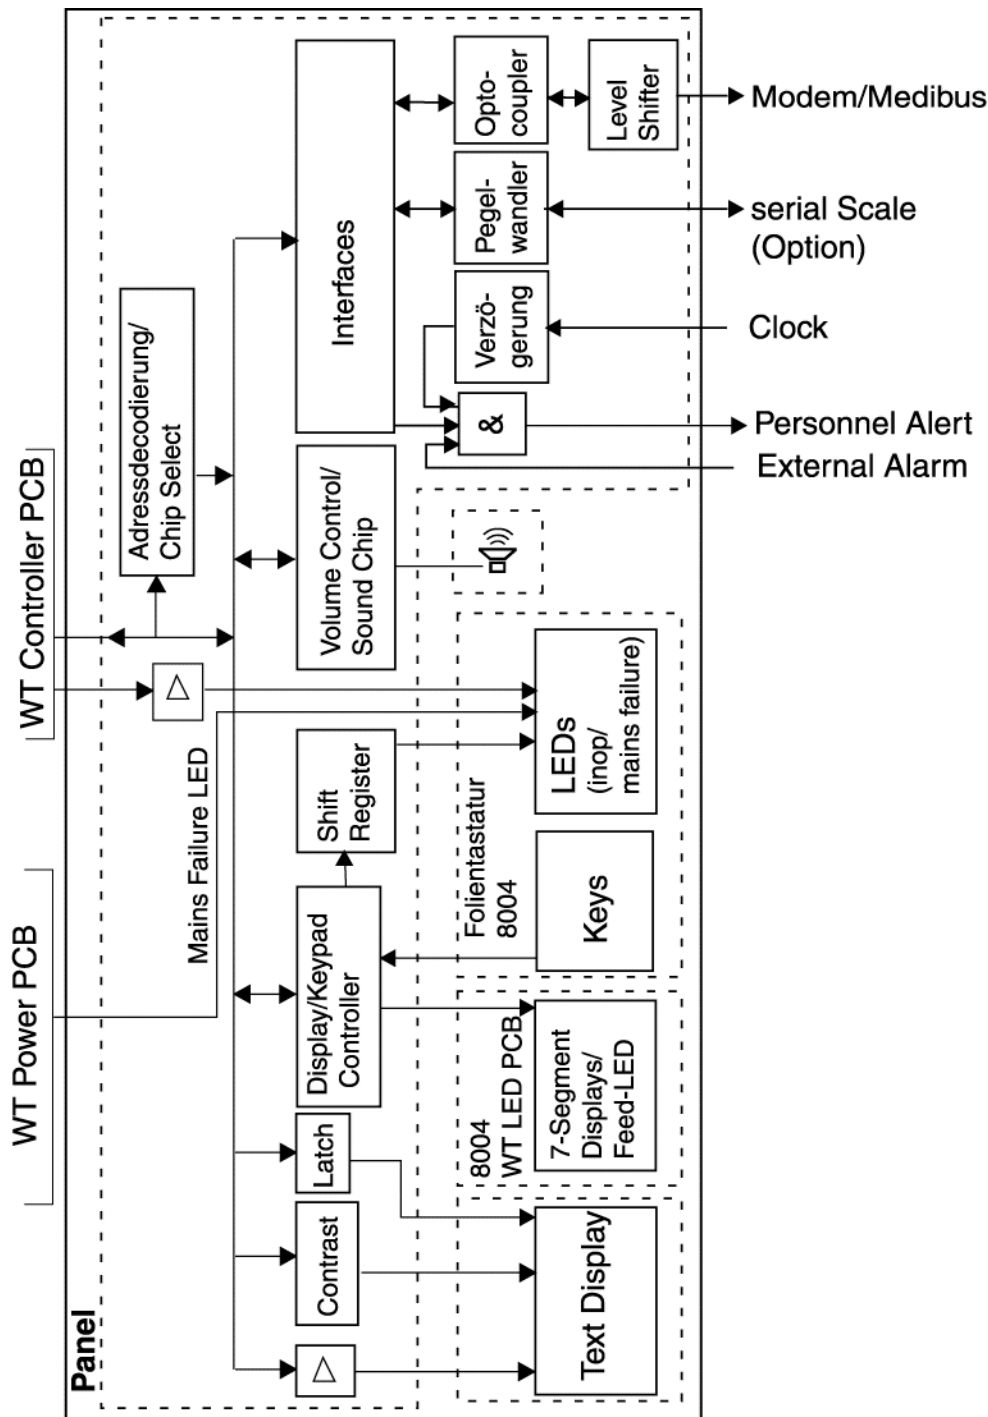 Panel
WT Power PCB
WT Controller PCB
Mains Failure LED
Adressdecodierung/
Chip Select
Interfaces
Opto-
coupler
Level
Shifter
Modem/Medibus
Pegel-
wandler
serial Scale
(Option)
Verzö-
gerung
Clock
&
Personnel Alert
External Alarm
Volume Control/
Sound Chip
Shift
Register
LEDs
(inop/
mains failure)
Folientastatur
8004
Keys
Display/Keypad
Controller
8004
WT LED PCB
7-Segment
Displays/
Feed-LED
Latch
Contrast
Text Display